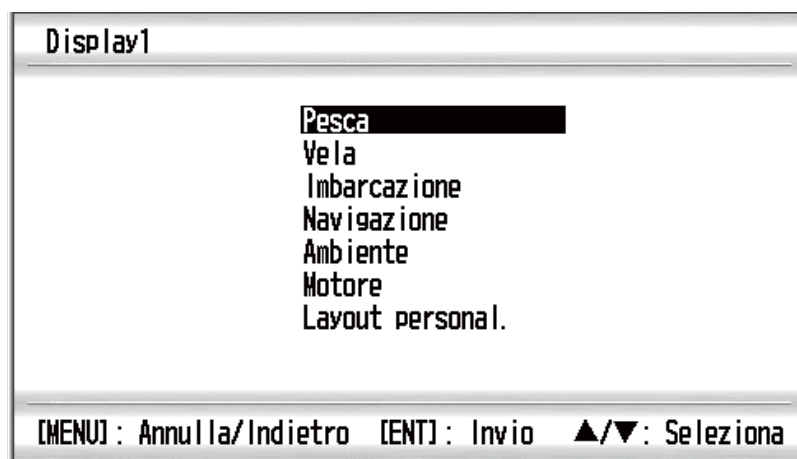 Display1
Pesca
Vela
Imbarcazione
Navigazione
Ambiente
Motore
Layout personal.
[MENU]: Annulla/Indietro [ENT]: Invio ▲/▼: Seleziona